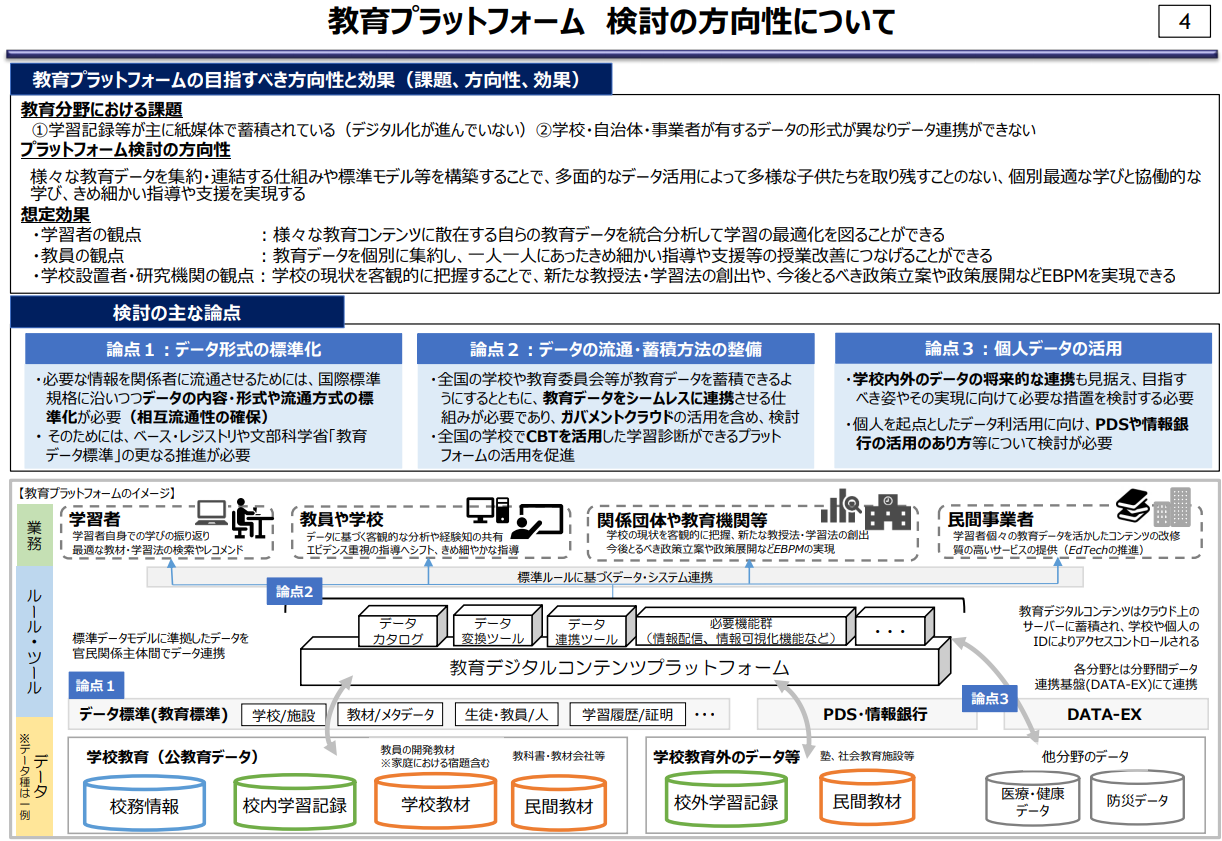 教育プラットフォーム 検討の方向性について
4
教育プラットフォームの目指すべき方向性と効果（課題、方向性、効果）
教育分野における課題
①学習記録等が主に紙媒体で蓄積されている（デジタル化が進んでいない）②学校・自治体・事業者が有するデータの形式が異なりデータ連携ができない
プラットフォーム検討の方向性
様々な教育データを集約・連結する仕組みや標準モデル等を構築することで、多面的なデータ活用によって多様な子供たちを取り残すことのない、個別最適な学びと協働的な
学び、きめ細かい指導や支援を実現する
想定効果
・学習者の観点 ：様々な教育コンテンツに散在する自らの教育データを統合分析して学習の最適化を図ることができる
・教員の観点 ：教育データを個別に集約し、一人一人にあったきめ細かい指導や支援等の授業改善につなげることができる
・学校設置者・研究機関の観点：学校の現状を客観的に把握することで、新たな教授法・学習法の創出や、今後とるべき政策立案や政策展開などEBPMを実現できる
検討の主な論点
論点１：データ形式の標準化
・必要な情報を関係者に流通させるためには、国際標準
規格に沿いつつデータの内容・形式や流通方式の標
準化が必要（相互流通性の確保）
・そのためには、ベース・レジストリや文部科学省「教育
データ標準」の更なる推進が必要
論点２：データの流通・蓄積方法の整備
・全国の学校や教育委員会等が教育データを蓄積できるよ
うにするとともに、教育データをシームレスに連携させる仕
組みが必要であり、ガバメントクラウドの活用を含め、検討
・全国の学校でCBTを活用した学習診断ができるプラット
フォームの活用を促進
論点３：個人データの活用
・学校内外のデータの将来的な連携も見据え、目指す
べき姿やその実現に向けて必要な措置を検討する必要
・個人を起点としたデータ利活用に向け、PDSや情報銀
行の活用のあり方等について検討が必要
【教育プラットフォームのイメージ】
業務
学習者
学習者自身での学びの振り返り
最適な教材・学習法の検索やレコメンド
教員や学校
データに基づく客観的な分析や経験知の共有
エビデンス重視の指導へシフト、きめ細やかな指導
関係団体や教育機関等
学校の現状を客観的に把握、新たな教授法・学習法の創出
今後とるべき政策立案や政策展開などEBPMの実現
民間事業者
学習者個々の教育データを活かしたコンテンツの改修
質の高いサービスの提供（EdTechの推進）
標準ルールに基づくデータ・システム連携
ルール・ツール
論点2
データ
カタログ
データ
変換ツール
データ
連携ツール
必要機能群
（情報配信、情報可視化機能など）
・・・
教育デジタルコンテンツプラットフォーム
標準データモデルに準拠したデータを
官民関係主体間でデータ連携
教育デジタルコンテンツはクラウド上の
サーバーに蓄積され、学校や個人の
IDによりアクセスコントロールされる
各分野とは分野間データ
連携基盤(DATA-EX)にて連携
論点１
論点3
データ標準(教育標準)
学校/施設
教材/メタデータ
生徒・教員/人
学習履歴/証明
・・・
PDS・情報銀行
DATA-EX
データ
※データ種は一例
学校教育（公教育データ）
教員の開発教材
※家庭における宿題含む
教科書・教材会社等
校務情報
校内学習記録
学校教材
民間教材
学校教育外のデータ等
塾、社会教育施設等
校外学習記録
民間教材
他分野のデータ
医療・健康
データ
防災データ